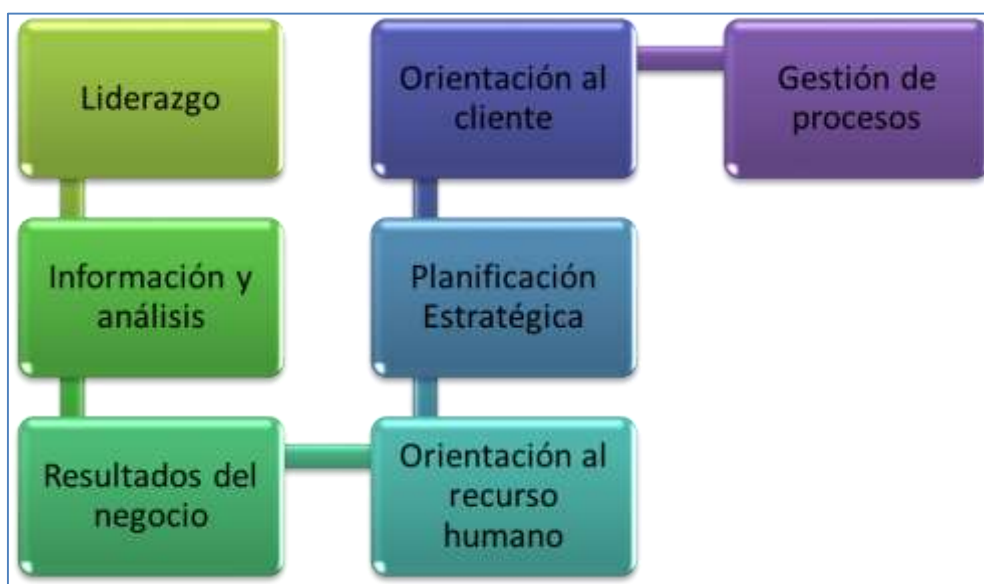 Liderazgo
Información y
análisis
Resultados del
negocio
Orientación al
recurso
humano
Planificación
Estratégica
Orientación al
cliente
Gestión de
procesos